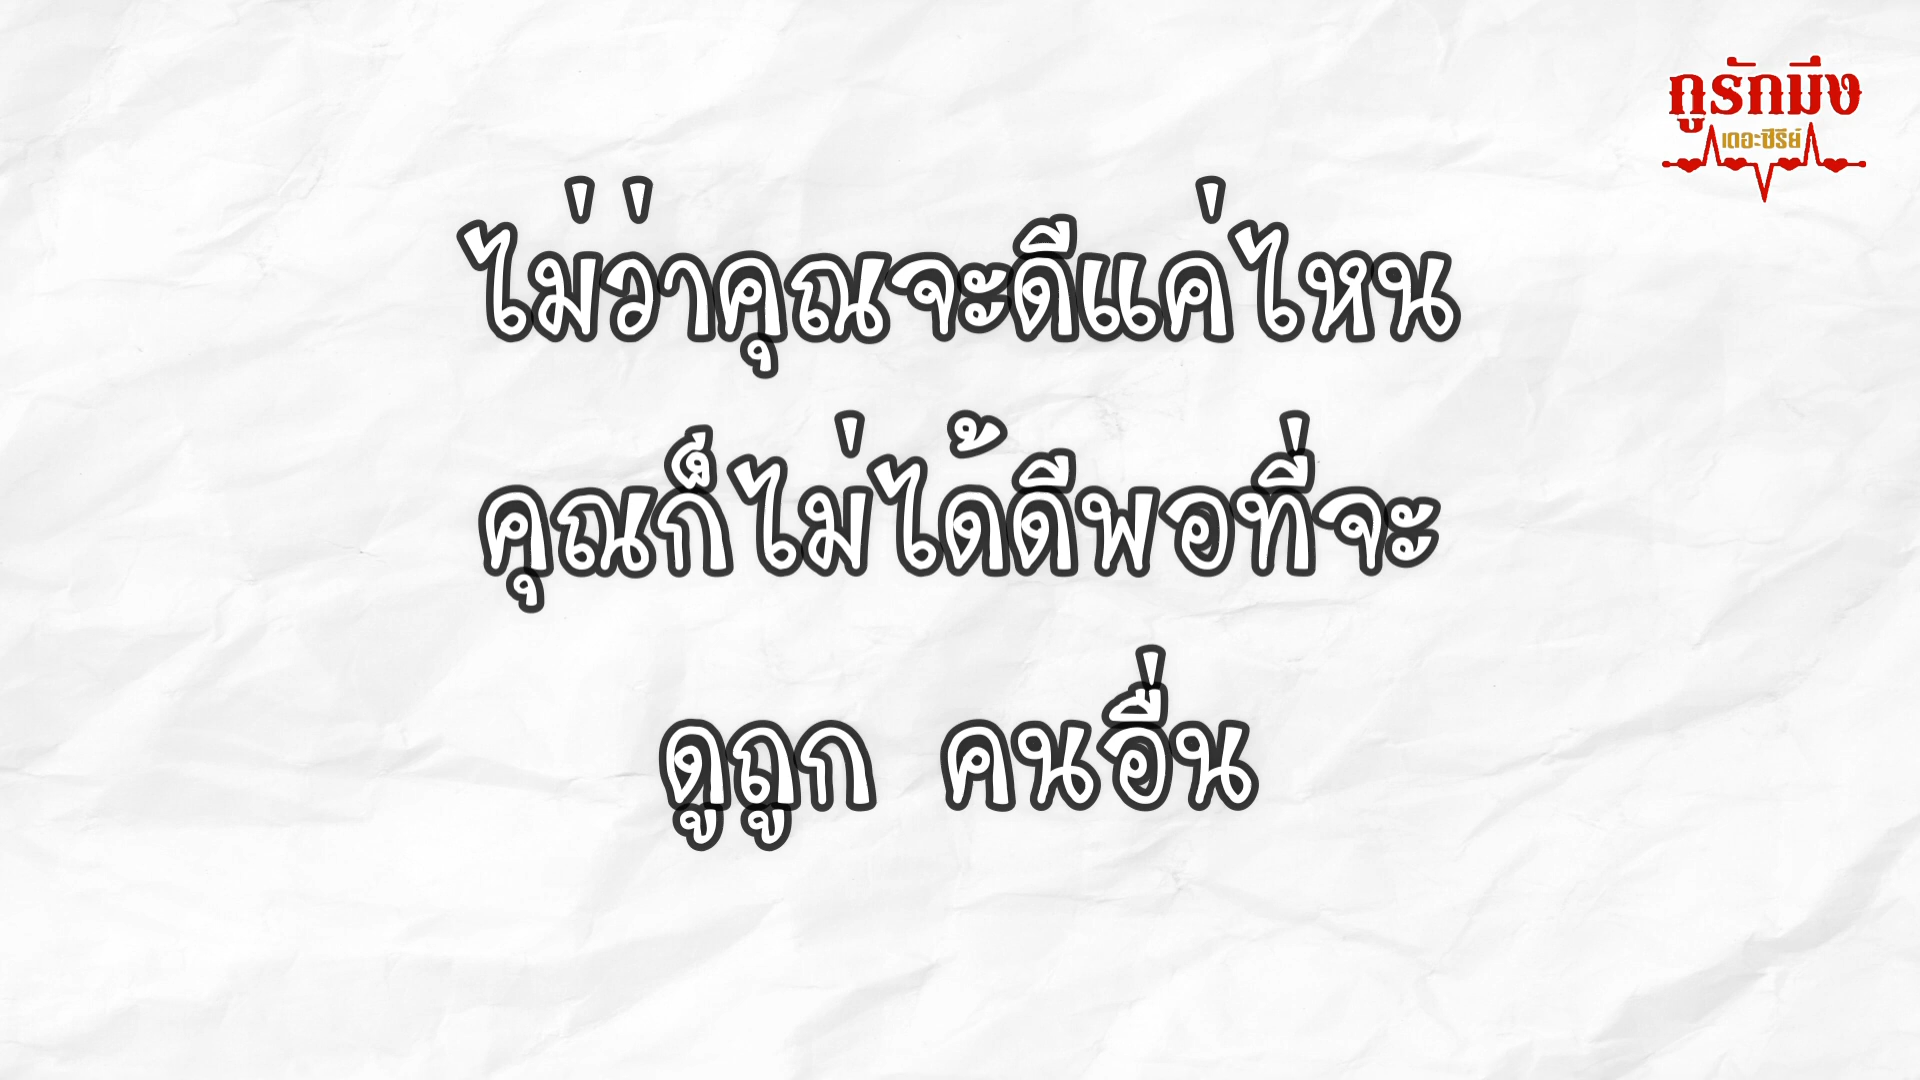 กูรักมึง
เดอะซีรีย์
ไม่ว่าคุณจะดีแค่ไหน
คุณก็ไม่ได้ดีพอที่จะ
ดูถูก คนอื่น